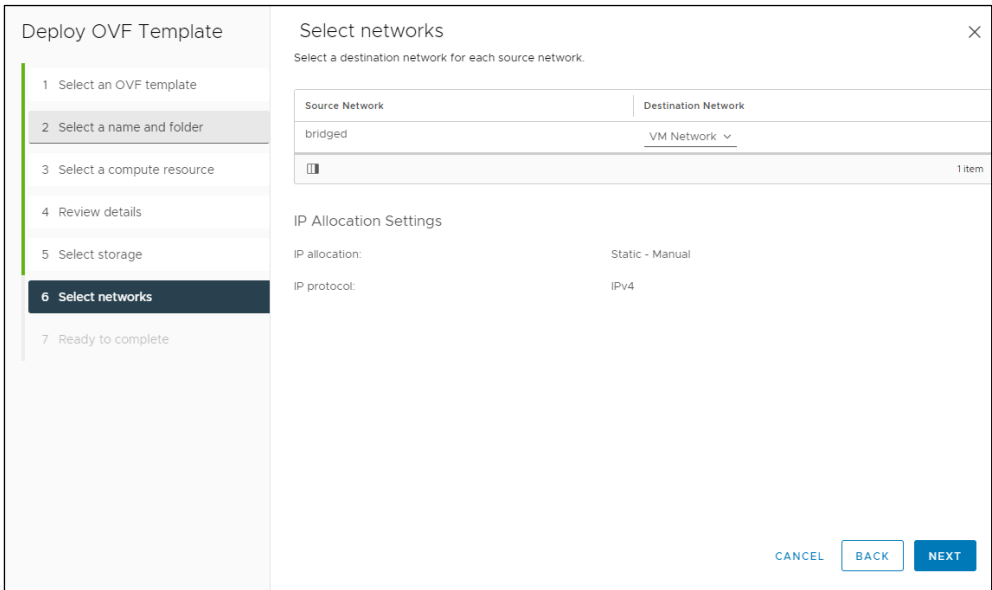 Deploy OVF Template
1 Select an OVF template
2 Select a name and folder
3 Select a compute resource
4 Review details
5 Select storage
6 Select networks
7 Ready to complete
Select networks
Select a destination network for each source network.
Source Network Destination Network
bridged VM Network
1 item
IP Allocation Settings
IP allocation: Static - Manual
IP protocol: IPv4
CANCEL BACK NEXT